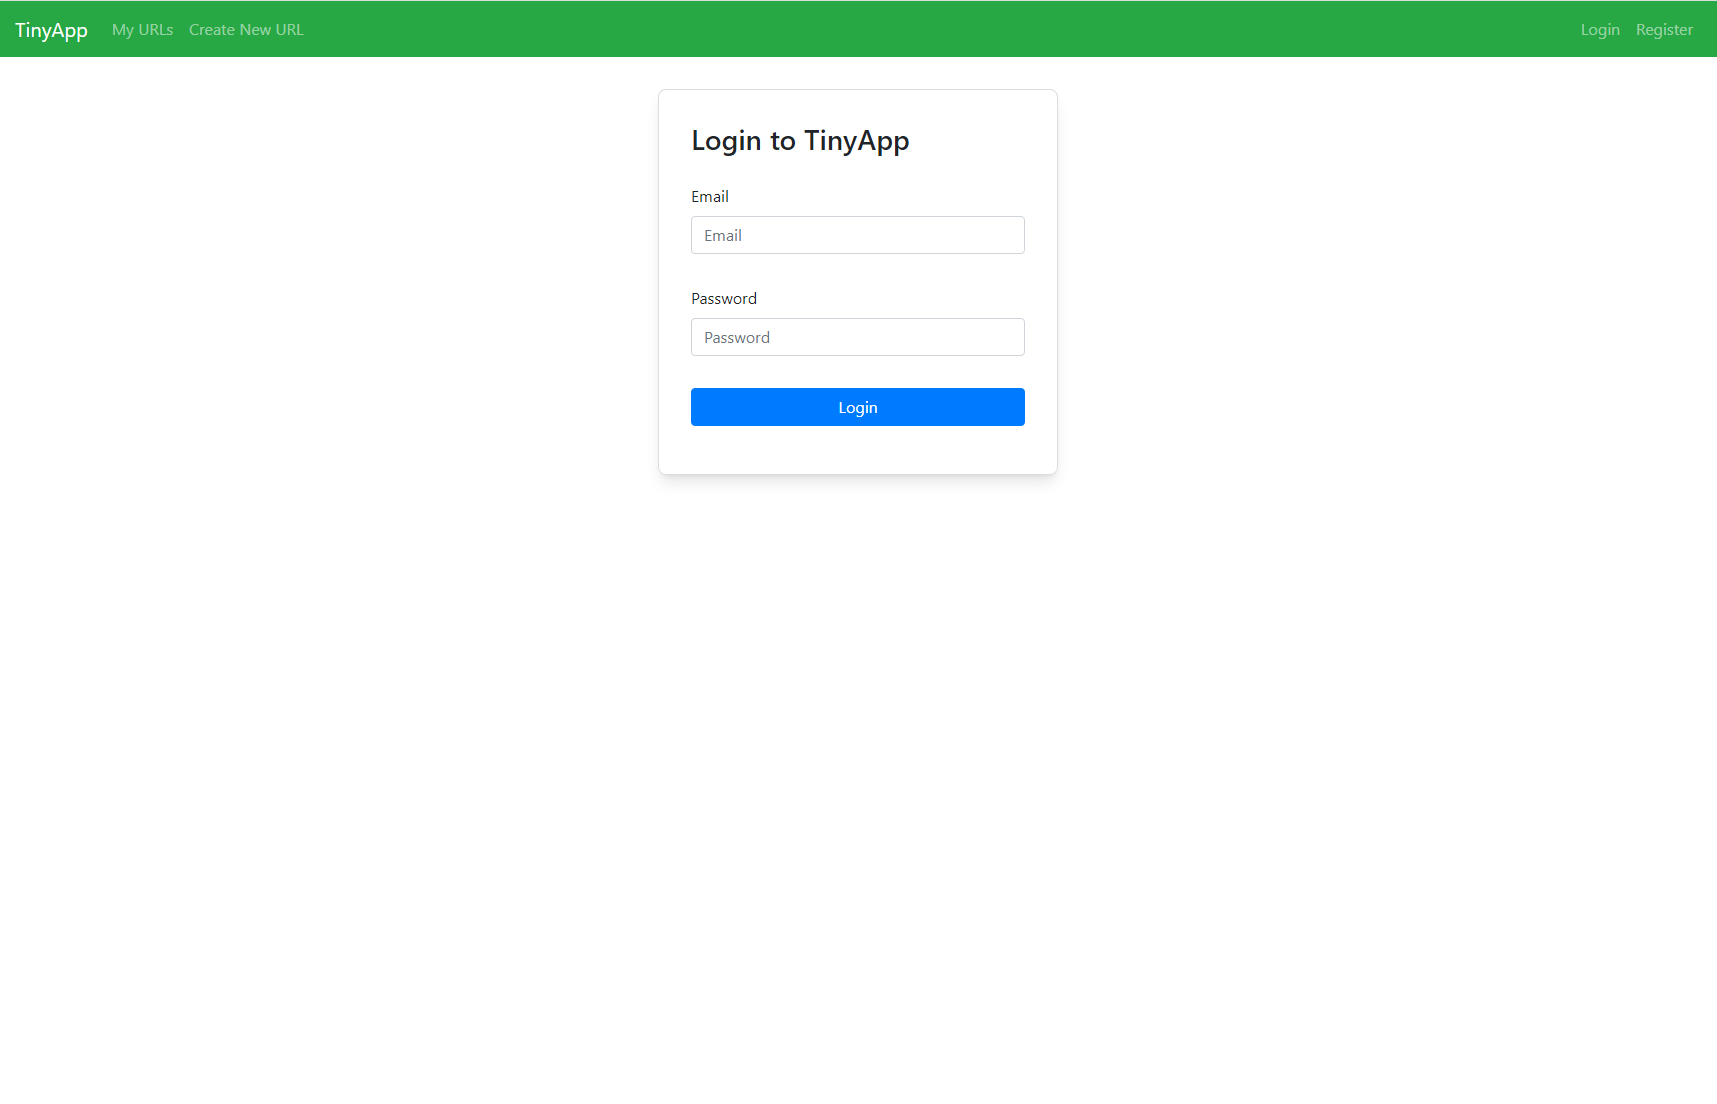 TinyApp My URLs Create New URL Login Register
Login to TinyApp
Email
Email
Password
Password
Login